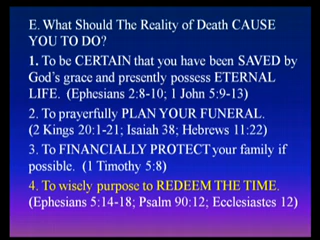 E. What Should The Reality of Death CAUSE
YOU TO DO?
1. To be CERTAIN that you have been SAVED by
God's grace and presently possess ETERNAL
LIFE. (Ephesians 2:8-10; 1 John 5:9-13)
2. To prayerfully PLAN YOUR FUNERAL.
(2 Kings 20:1-21; Isaiah 38; Hebrews 11:22)
3. To FINANCIALLY PROTECT your family if
possible. (1 Timothy 5:8)
4. To wisely purpose to REDEEM THE TIME.
(Ephesians 5:14-18; Psalm 90:12; Ecclesiastes 12)